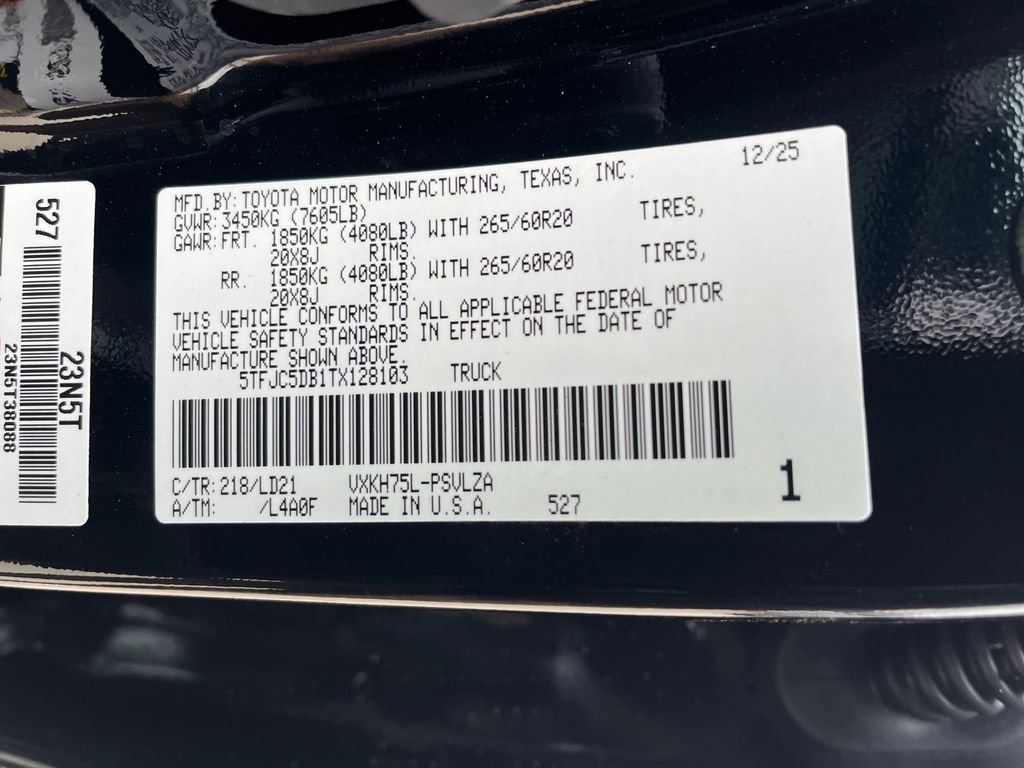 12/25
MFD.BY:TOYOTA MOTOR MANUFACTURING, TEXAS, INC.
GVWR:3450KG (7605LB)
GAWR:FRT. 1850KG (4080LB) WITH 265/60R20 TIRES,
20X8J RIMS.
RR. 1850KG (4080LB) WITH 265/60R20 TIRES,
20X8J RIMS.
THIS VEHICLE CONFORMS TO ALL APPLICABLE FEDERAL MOTOR
VEHICLE SAFETY STANDARDS IN EFFECT ON THE DATE OF
MANUFACTURE SHOWN ABOVE.
5TFJC5DB1TX128103 TRUCK
C/TR:218/LD21 VXKH75L-PSVLZA
A/TM: /L4A0F MADE IN U.S.A. 527
1
527
23N5T
23N5T38088